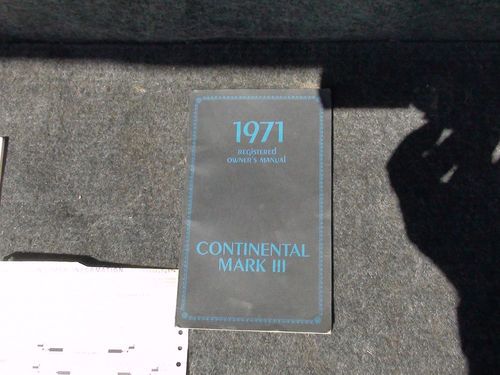 1971
REGISTERED
OWNER'S MANUAL
CONTINENTAL
MARK III